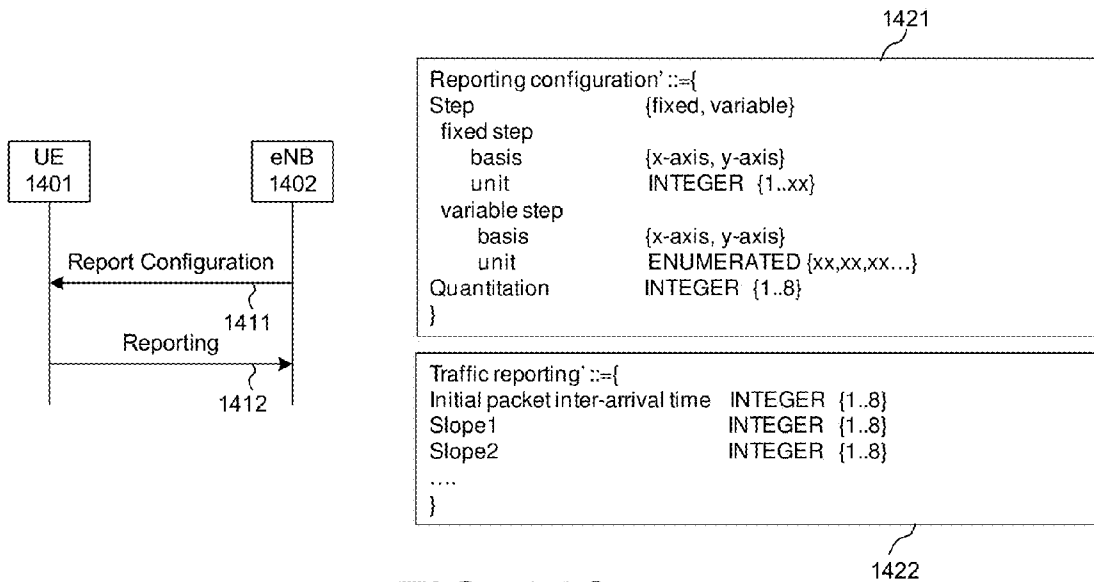 1421
UE
1401
eNB
1402
Report Configuration
1411
Reporting
1412
Reporting configuration' ::={
Step {fixed, variable}
fixed step
basis {x-axis, y-axis}
unit INTEGER {1..xx}
variable step
basis {x-axis, y-axis}
unit ENUMERATED {xx,xx,xx...}
Quantitation INTEGER {1..8}
}
Traffic reporting' ::={
Initial packet inter-arrival time INTEGER {1..8}
Slope1 INTEGER {1..8}
Slope2 INTEGER {1..8}
....
}
1422